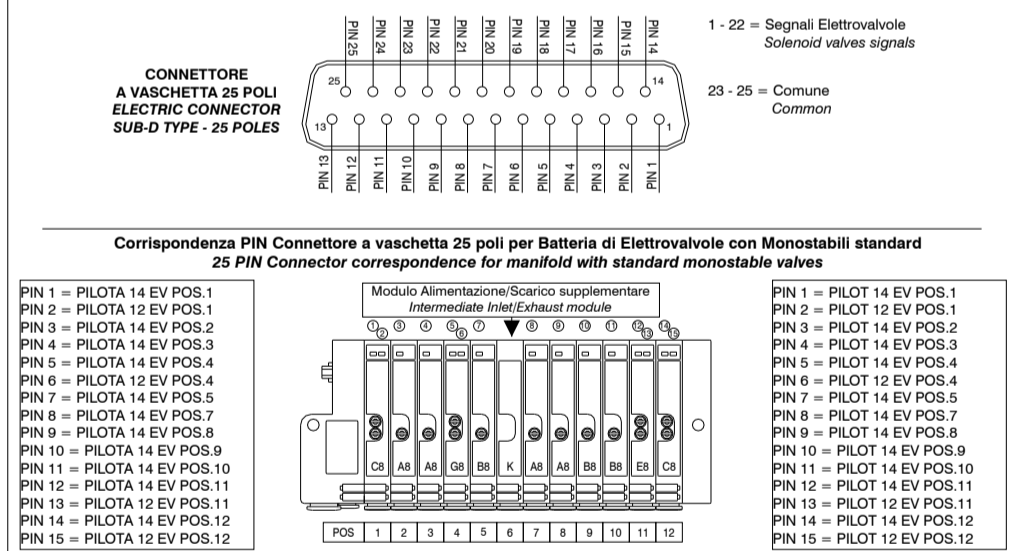 PIN 25 PIN 24 PIN 23 PIN 22 PIN 21 PIN 20 PIN 19 PIN 18 PIN 17 PIN 16 PIN 15 PIN 14
1 - 22 = Segnali Elettrovalvole
Solenoid valves signals
23 - 25 = Comune
Common
CONNETTORE
A VASCHETTA 25 POLI
ELECTRIC CONNECTOR
SUB-D TYPE - 25 POLES
25 14
13 1
PIN 13 PIN 12 PIN 11 PIN 10 PIN 9 PIN 8 PIN 7 PIN 6 PIN 5 PIN 4 PIN 3 PIN 2 PIN 1
Corrispondenza PIN Connettore a vaschetta 25 poli per Batteria di Elettrovalvole con Monostabili standard
25 PIN Connector correspondence for manifold with standard monostable valves
PIN 1 = PILOTA 14 EV POS.1
PIN 2 = PILOTA 12 EV POS.1
PIN 3 = PILOTA 14 EV POS.2
PIN 4 = PILOTA 14 EV POS.3
PIN 5 = PILOTA 14 EV POS.4
PIN 6 = PILOTA 12 EV POS.4
PIN 7 = PILOTA 14 EV POS.5
PIN 8 = PILOTA 14 EV POS.7
PIN 9 = PILOTA 14 EV POS.8
PIN 10 = PILOTA 14 EV POS.9
PIN 11 = PILOTA 14 EV POS.10
PIN 12 = PILOTA 14 EV POS.11
PIN 13 = PILOTA 12 EV POS.11
PIN 14 = PILOTA 14 EV POS.12
PIN 15 = PILOTA 12 EV POS.12
Modulo Alimentazione/Scarico supplementare
Intermediate Inlet/Exhaust module
1 2 3 4 5 6 7 8 9 10 11 12 13 14 15
C8 A8 A8 G8 B8 K A8 A8 B8 B8 E8 C8
POS 1 2 3 4 5 6 7 8 9 10 11 12
PIN 1 = PILOT 14 EV POS.1
PIN 2 = PILOT 12 EV POS.1
PIN 3 = PILOT 14 EV POS.2
PIN 4 = PILOT 14 EV POS.3
PIN 5 = PILOT 14 EV POS.4
PIN 6 = PILOT 12 EV POS.4
PIN 7 = PILOT 14 EV POS.5
PIN 8 = PILOT 14 EV POS.7
PIN 9 = PILOT 14 EV POS.8
PIN 10 = PILOT 14 EV POS.9
PIN 11 = PILOT 14 EV POS.10
PIN 12 = PILOT 14 EV POS.11
PIN 13 = PILOT 12 EV POS.11
PIN 14 = PILOT 14 EV POS.12
PIN 15 = PILOT 12 EV POS.12